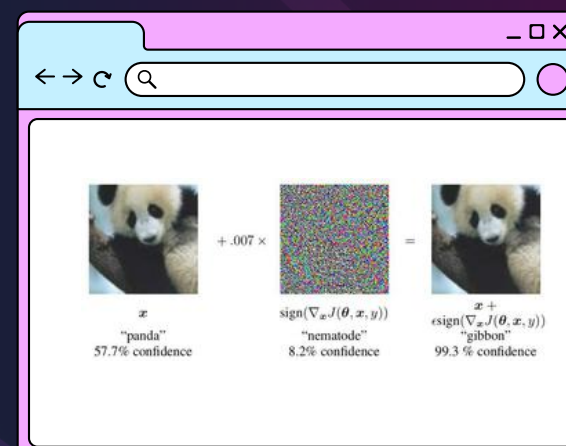 + .007 ×
=
x
"panda"
57.7% confidence
sign(∇ₓJ(θ, x, y))
"nematode"
8.2% confidence
x +
ϵsign(∇ₓJ(θ, x, y))
"gibbon"
99.3 % confidence